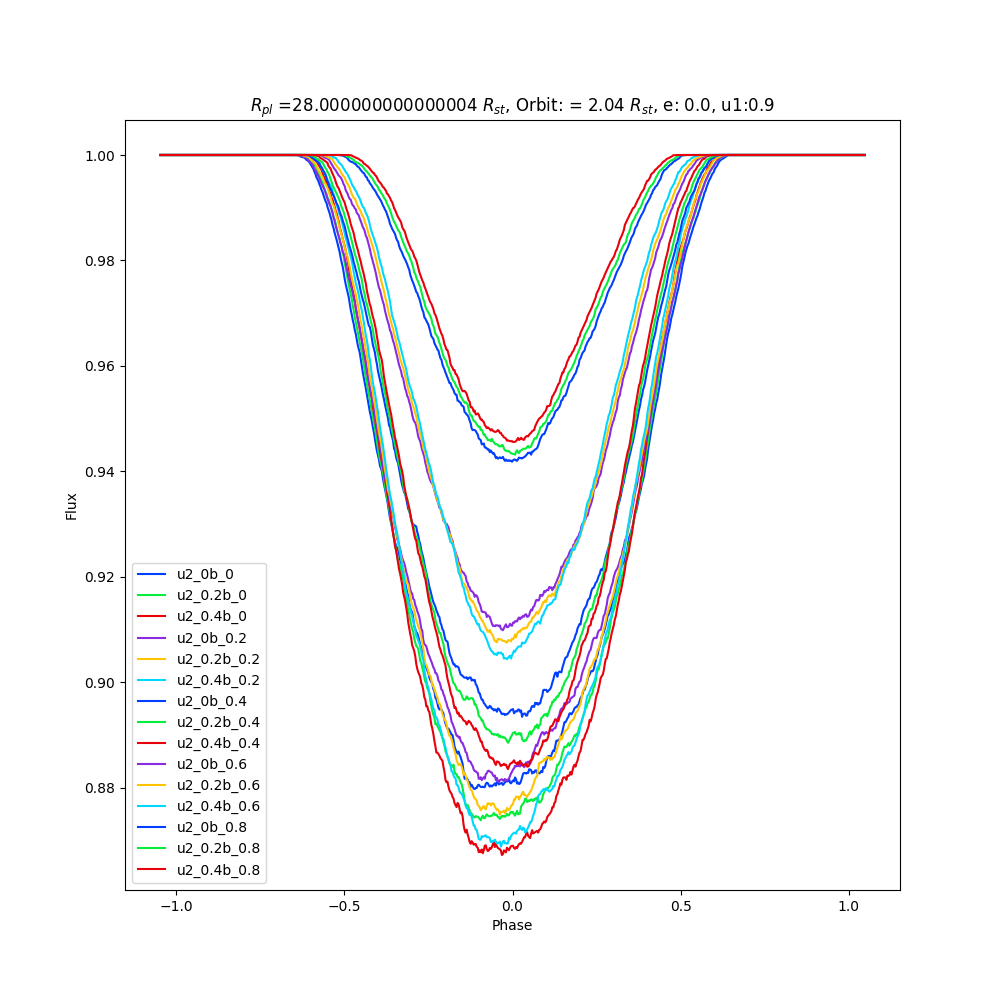 R_pl =28.000000000000004 R_st, Orbit: = 2.04 R_st, e: 0.0, u1:0.9
1.00
0.98
0.96
0.94
0.92
0.90
0.88
Flux
u2_0b_0
u2_0.2b_0
u2_0.4b_0
u2_0b_0.2
u2_0.2b_0.2
u2_0.4b_0.2
u2_0b_0.4
u2_0.2b_0.4
u2_0.4b_0.4
u2_0b_0.6
u2_0.2b_0.6
u2_0.4b_0.6
u2_0b_0.8
u2_0.2b_0.8
u2_0.4b_0.8
−1.0 −0.5 0.0 0.5 1.0
Phase